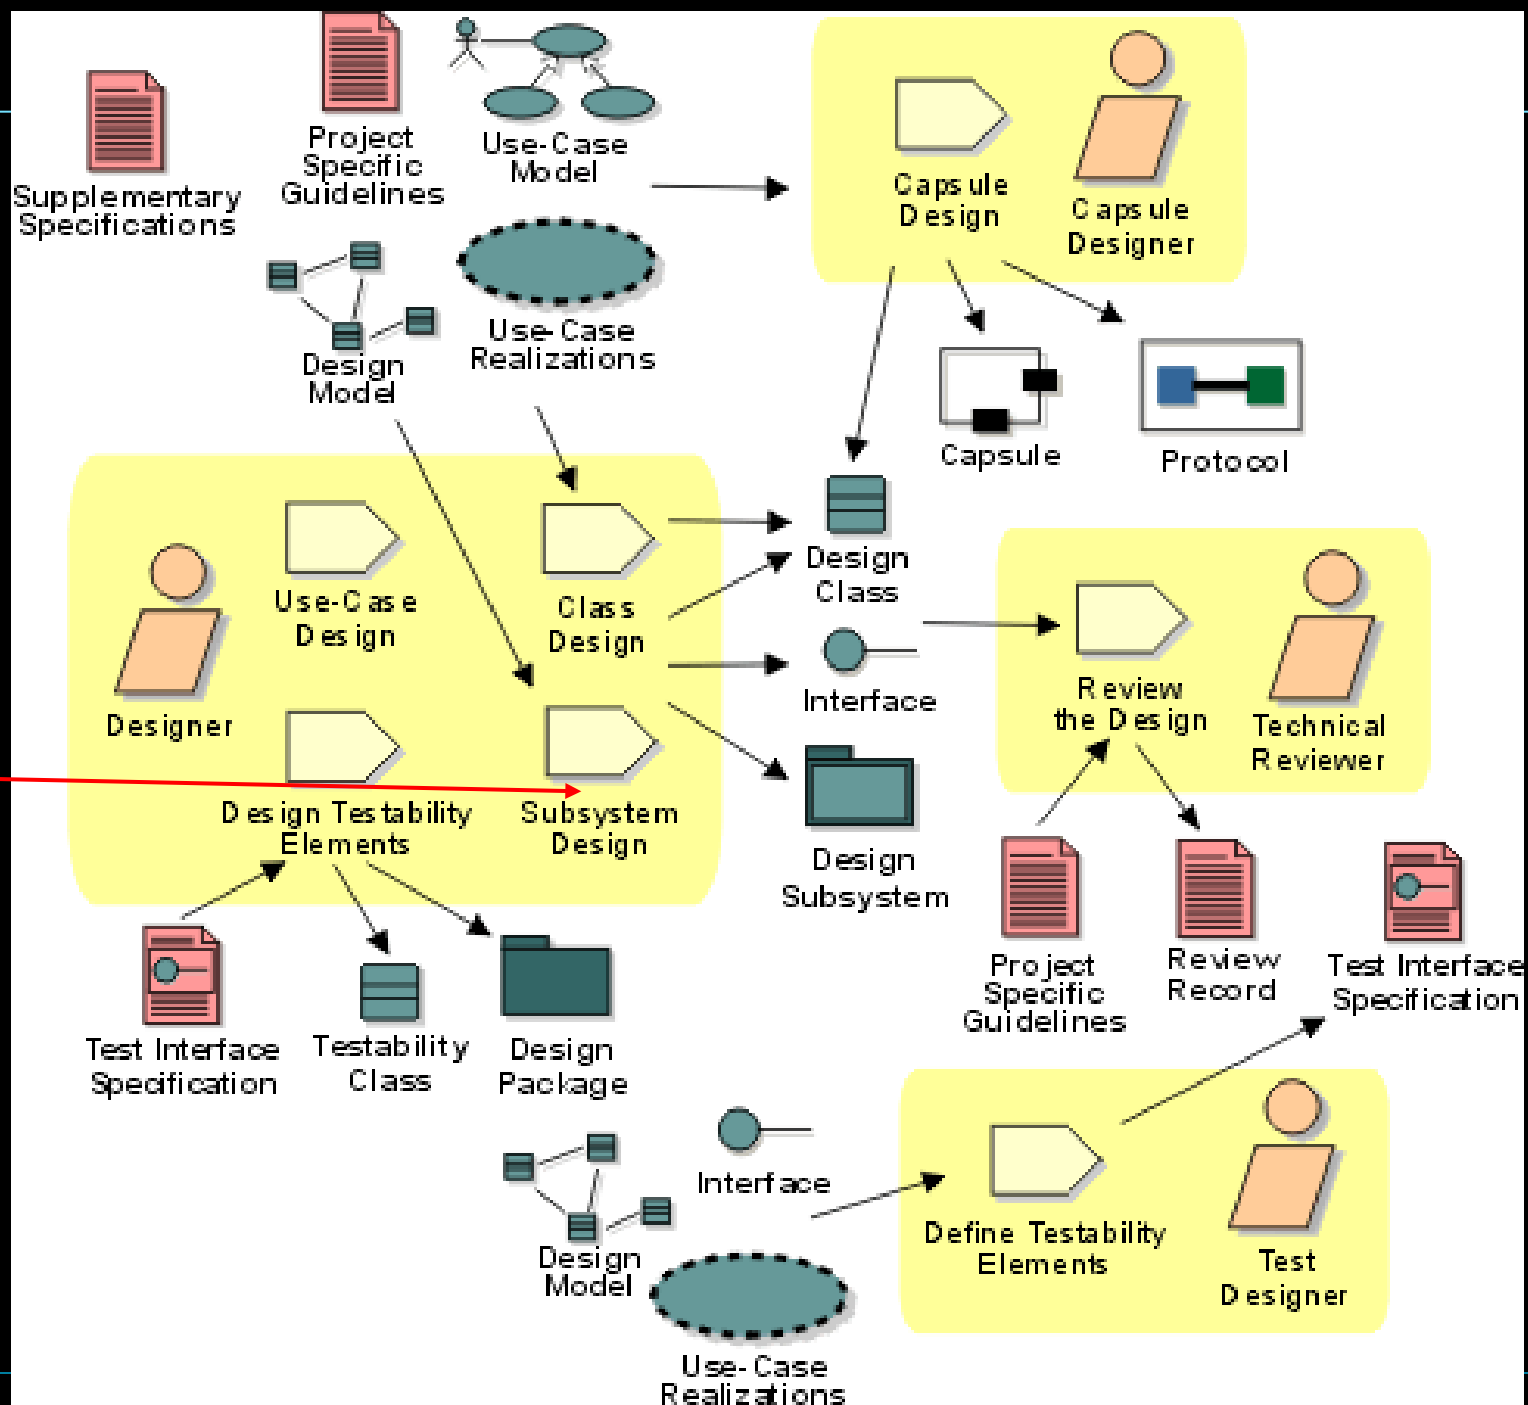 Supplementary
Specifications
Project
Specific
Guidelines
Use-Case
Model
Design
Model
Use-Case
Realizations
Capsule
Design
Capsule
Designer
Capsule
Protocol
Designer
Use-Case
Design
Class
Design
Design Testability
Elements
Subsystem
Design
Design
Class
Interface
Design
Subsystem
Review
the Design
Technical
Reviewer
Project
Specific
Guidelines
Review
Record
Test Interface
Specification
Test Interface
Specification
Testability
Class
Design
Package
Interface
Design
Model
Use-Case
Realizations
Define Testability
Elements
Test
Designer